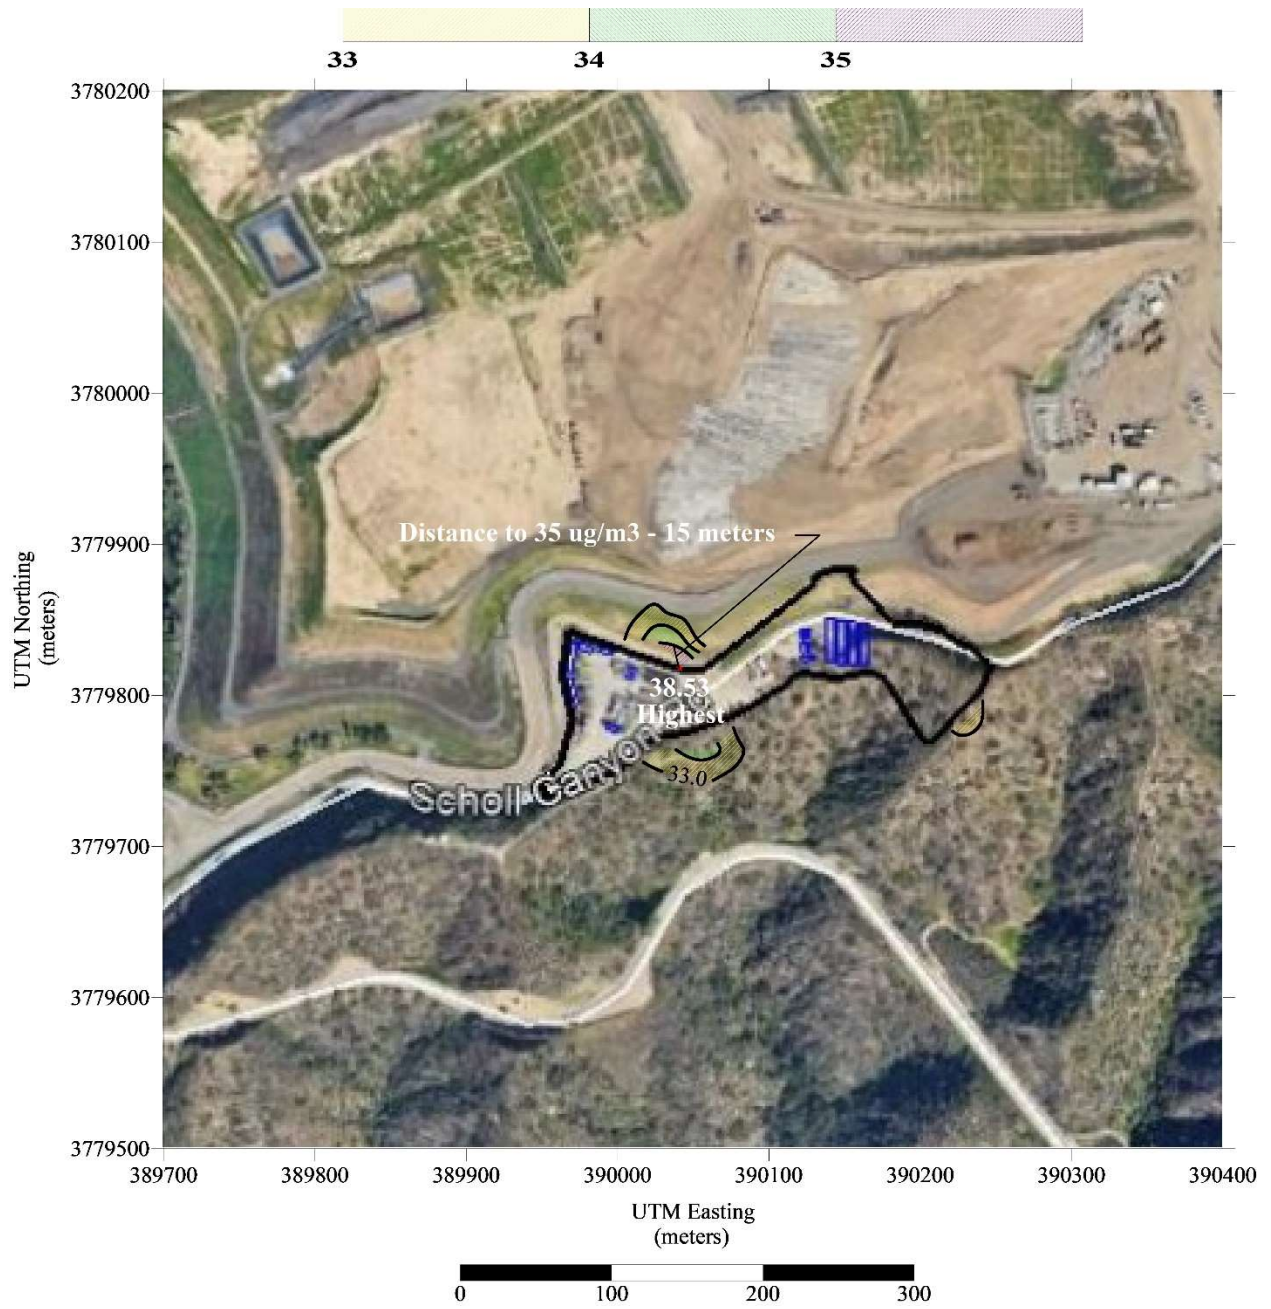 33 34 35
3780200
3780100
3780000
3779900
3779800
3779700
3779600
3779500
UTM Northing
(meters)
Distance to 35 ug/m3 - 15 meters
38.53
Highest
Scholl Canyon
33.0
389700 389800 389900 390000 390100 390200 390300 390400
UTM Easting
(meters)
0 100 200 300